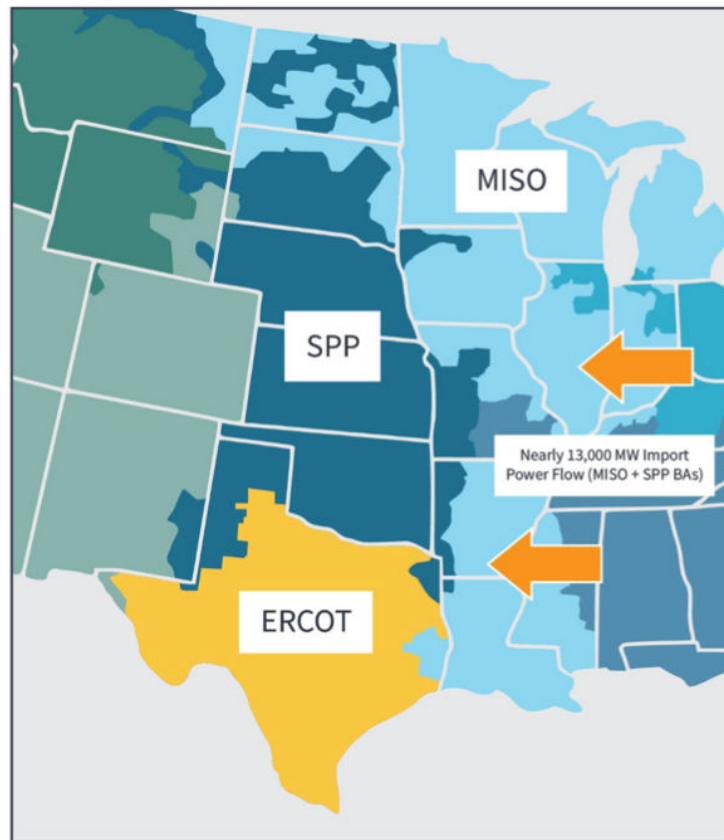 MISO
SPP
Nearly 13,000 MW Import
Power Flow (MISO + SPP BAs)
ERCOT